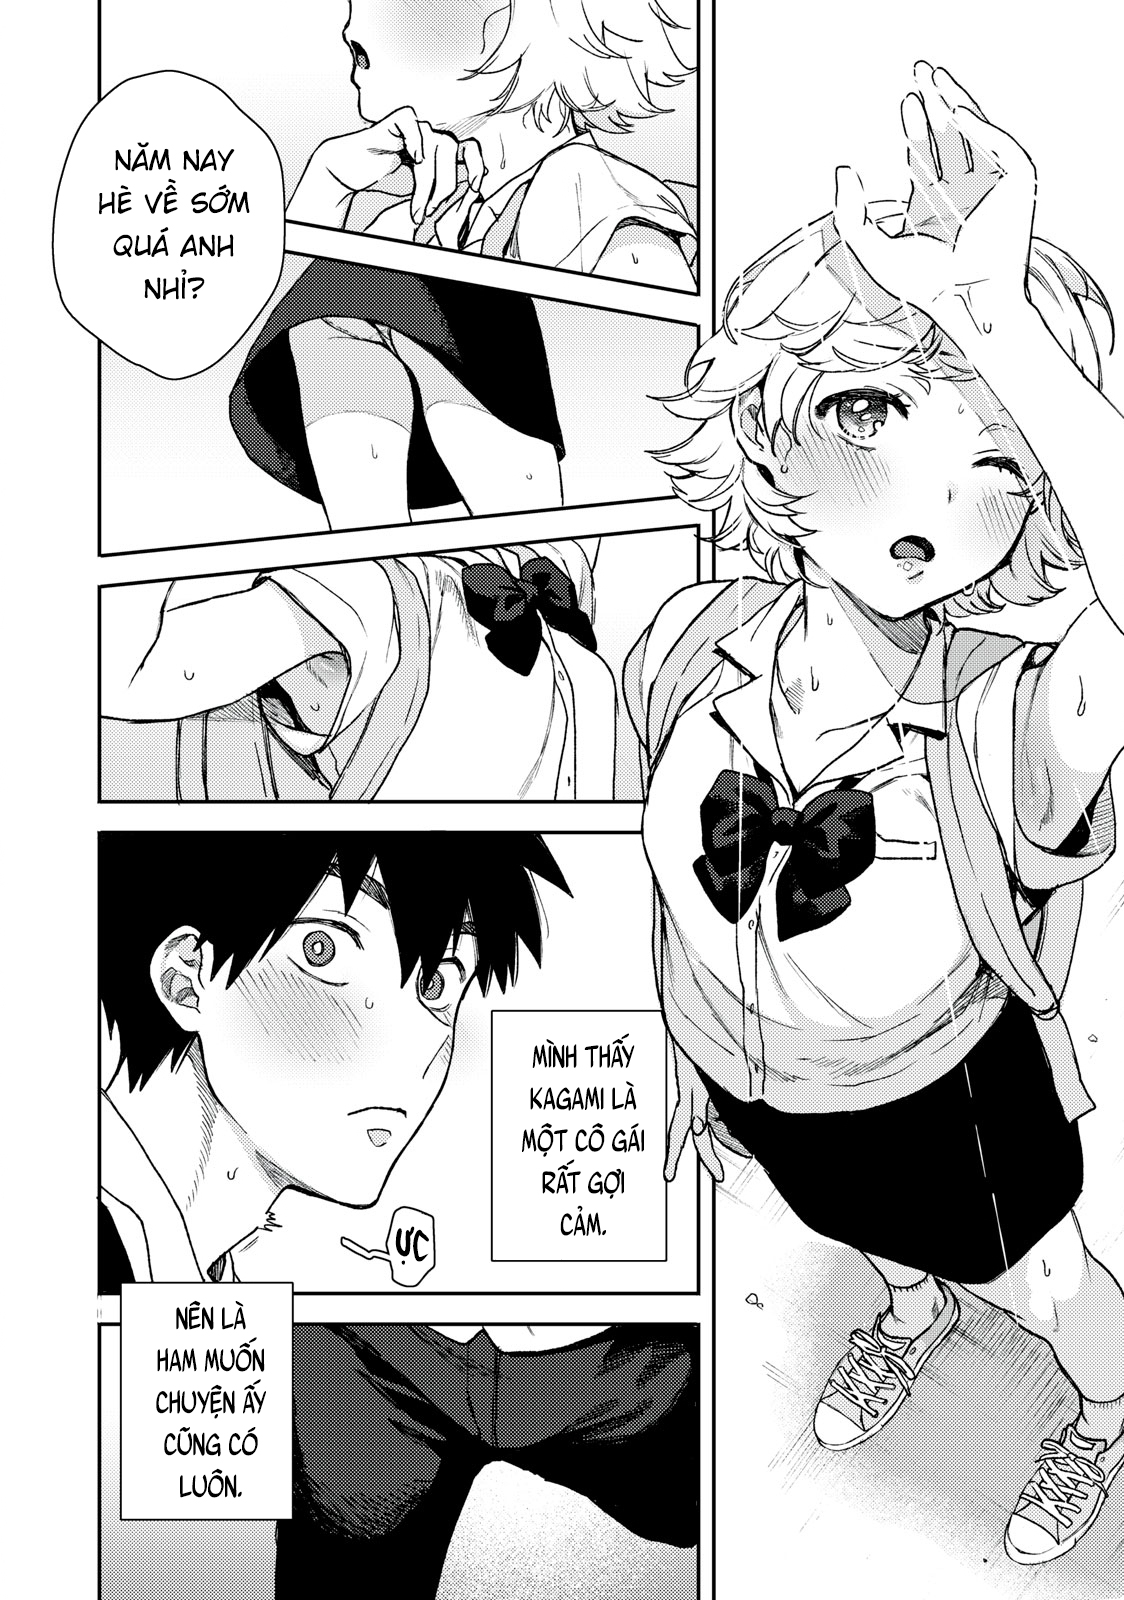 NĂM NAY
HÈ VỀ SỚM
QUÁ ANH
NHỈ?
MÌNH THẤY
KAGAMI LÀ
MỘT CÔ GÁI
RẤT GỢI
CẢM.
ỰC
NÊN LÀ
HAM MUỐN
CHUYỆN ẤY
CŨNG CÓ
LUÔN.